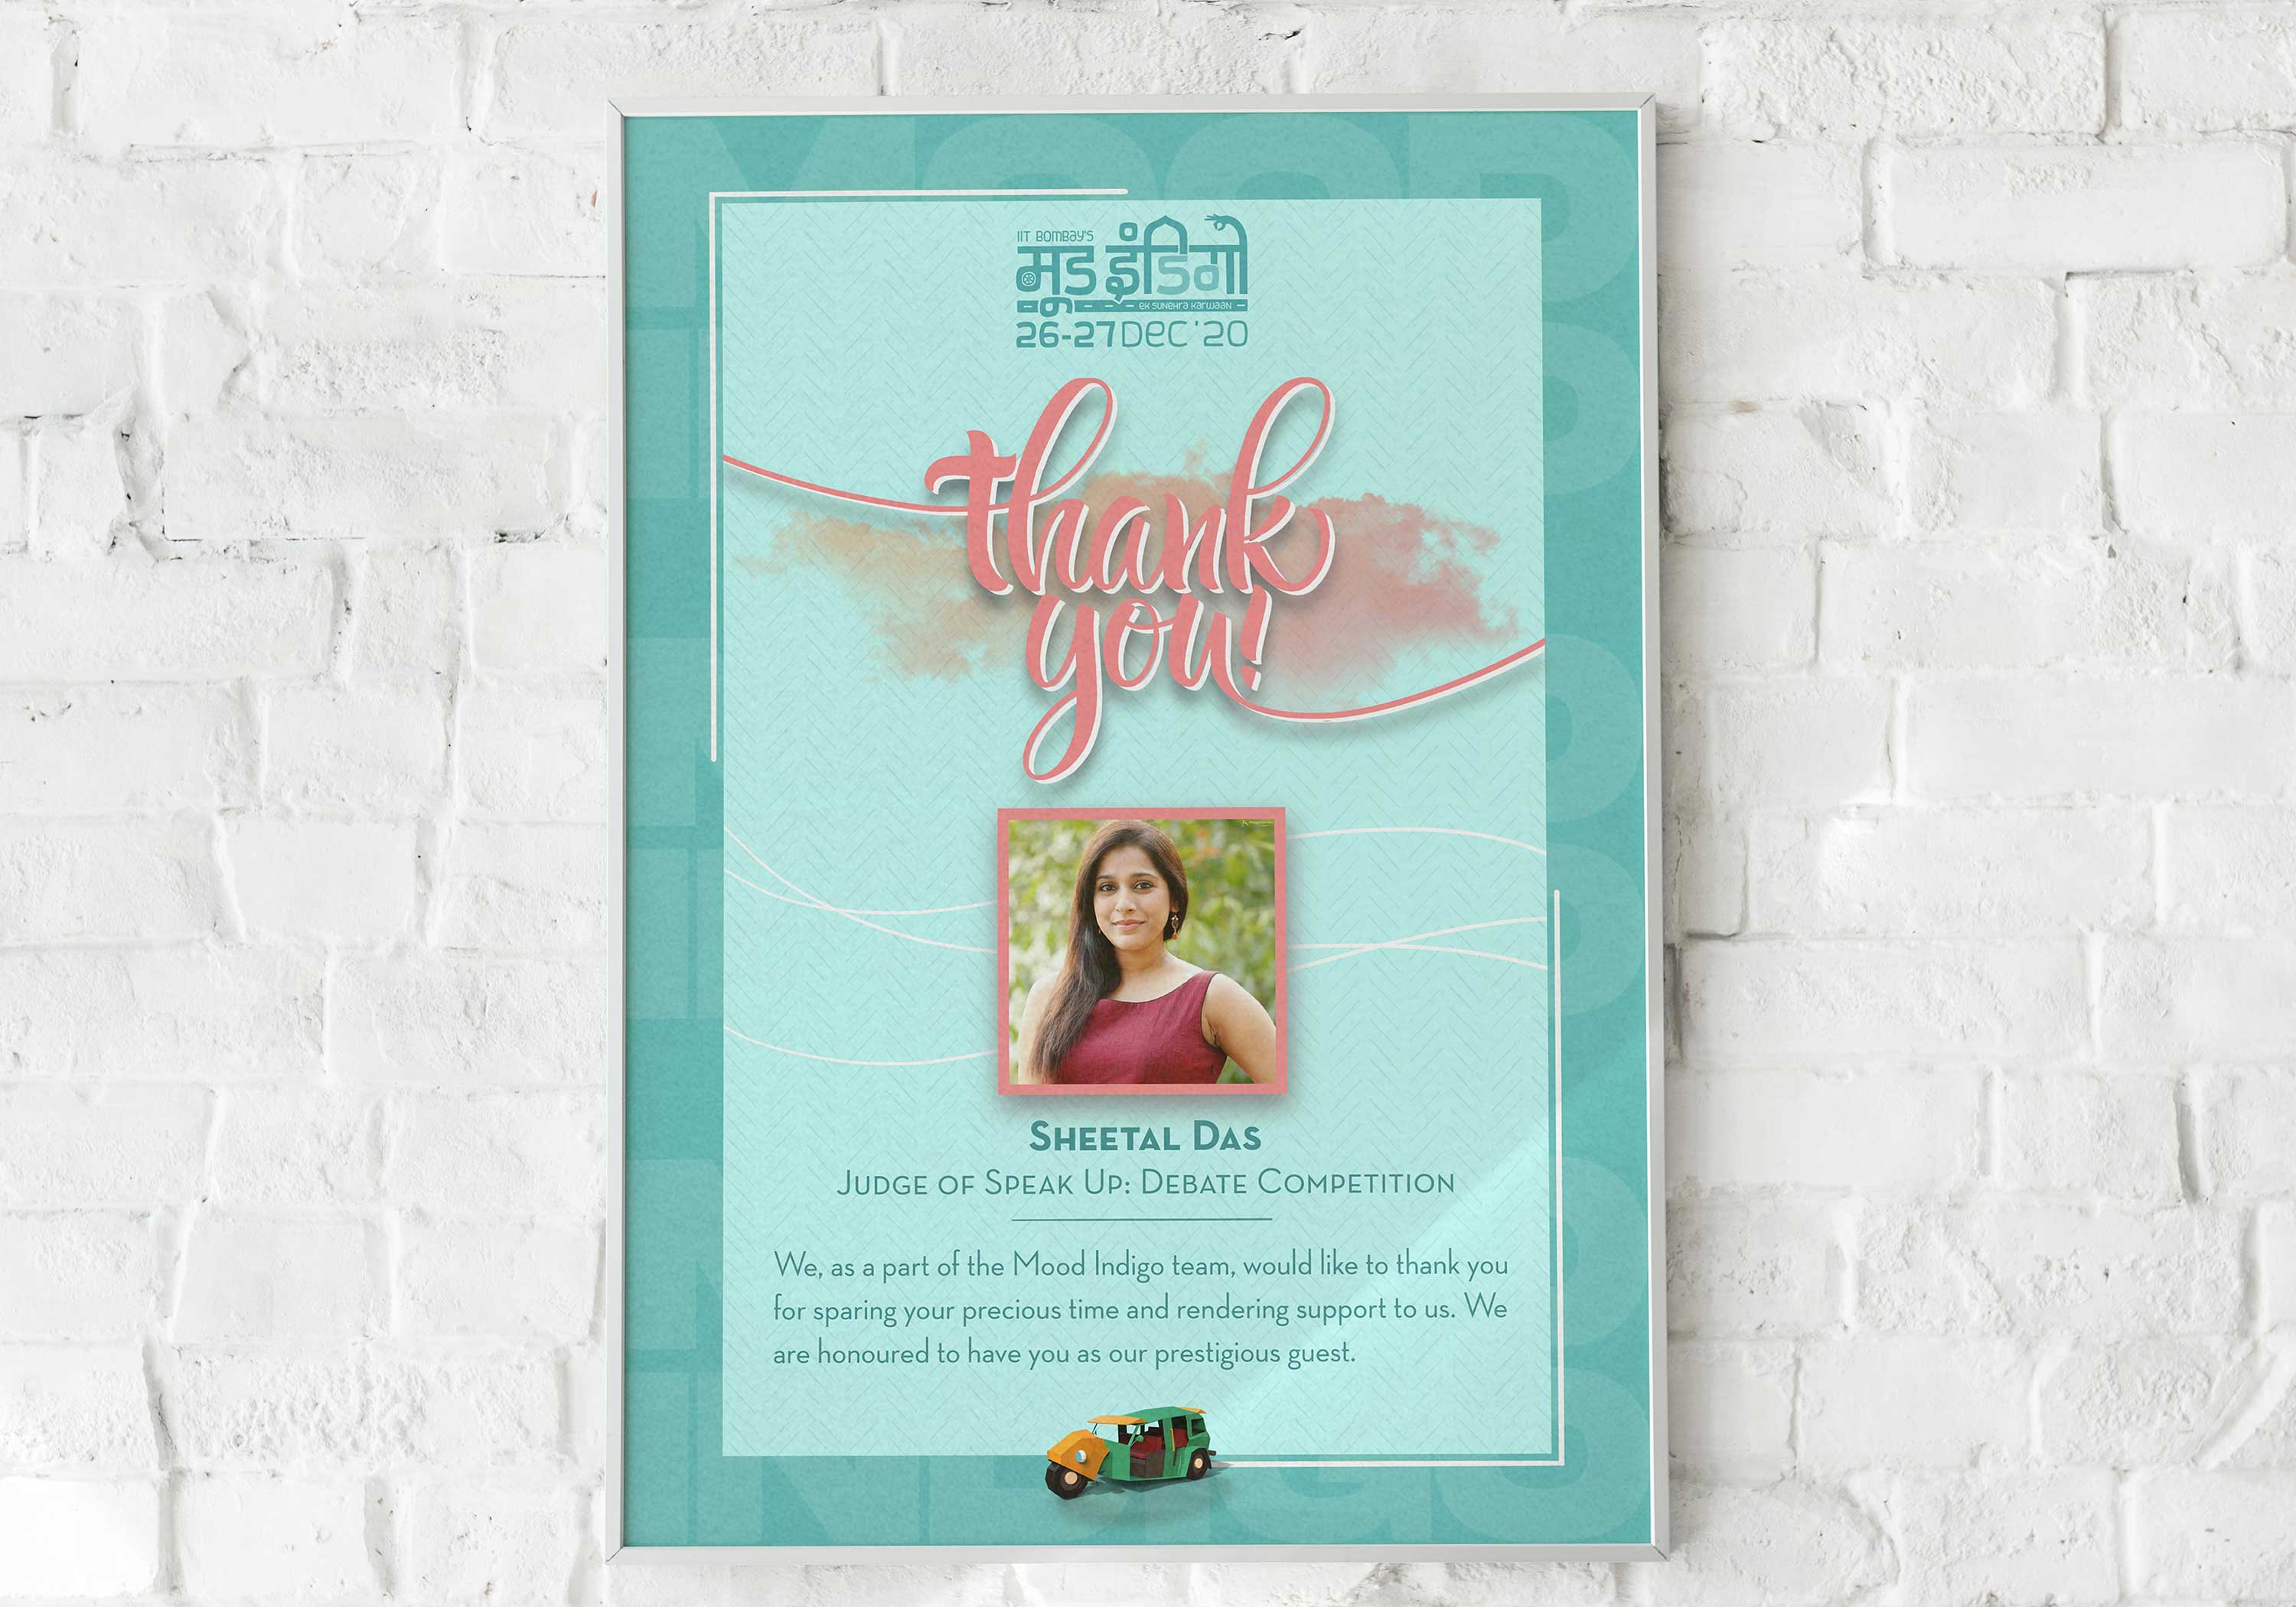 IIT BOMBAY'S
मूड इंडिगो
EK SUNEHRA KARWAAN
26-27 DEC '20
thank
you!
SHEETAL DAS
JUDGE OF SPEAK UP: DEBATE COMPETITION
We, as a part of the Mood Indigo team, would like to thank you
for sparing your precious time and rendering support to us. We
are honoured to have you as our prestigious guest.